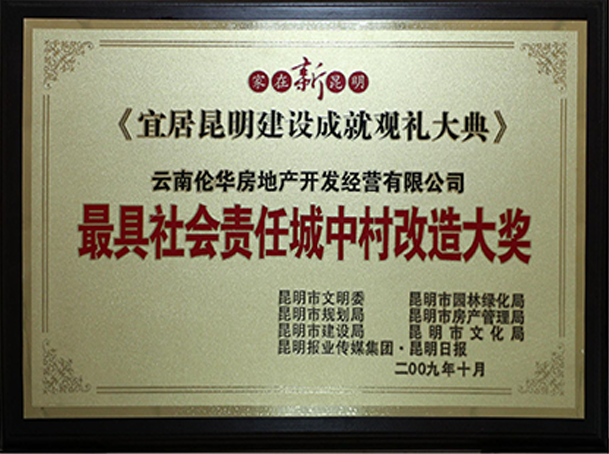 家在新昆明
《宜居昆明建设成就观礼大典》
云南伦华房地产开发经营有限公司
最具社会责任城中村改造大奖
昆明市文明委 昆明市园林绿化局
昆明市规划局 昆明市房产管理局
昆明市建设局 昆明市文化局
昆明报业传媒集团·昆明日报
二00九年十月